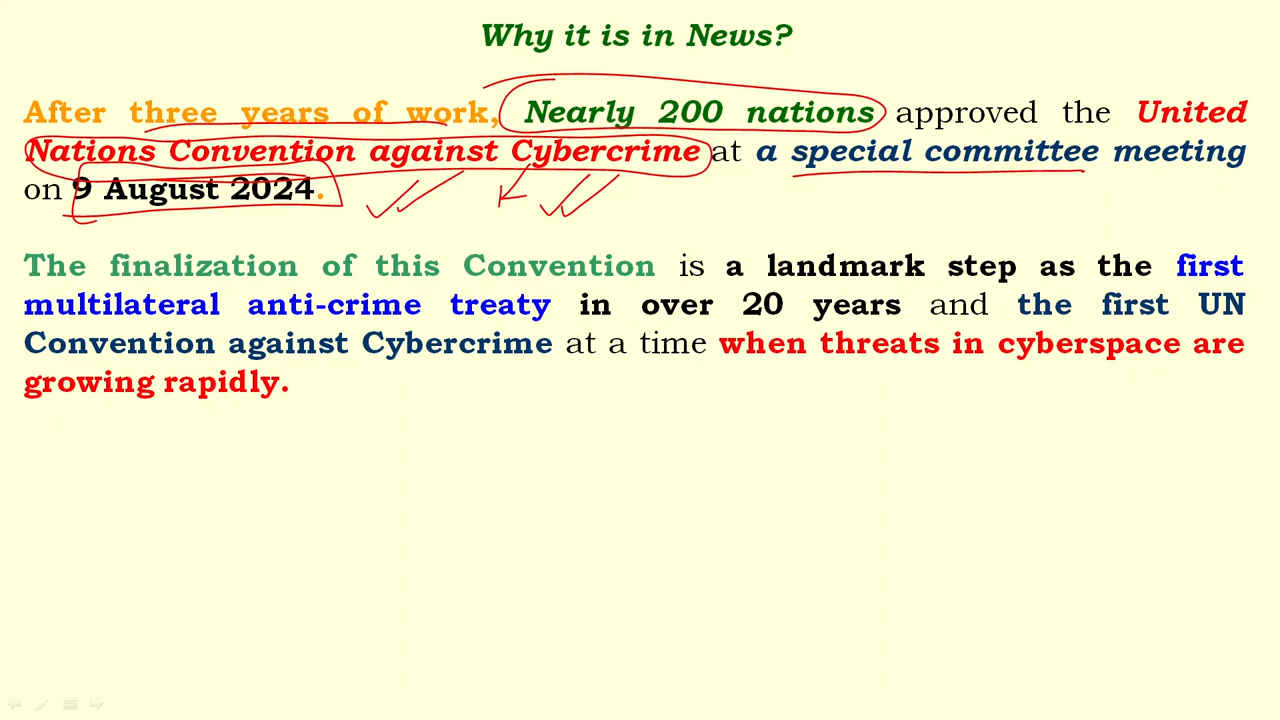 Why it is in News?
After three years of work, Nearly 200 nations approved the United
Nations Convention against Cybercrime at a special committee meeting
on 9 August 2024.
The finalization of this Convention is a landmark step as the first
multilateral anti-crime treaty in over 20 years and the first UN
Convention against Cybercrime at a time when threats in cyberspace are
growing rapidly.